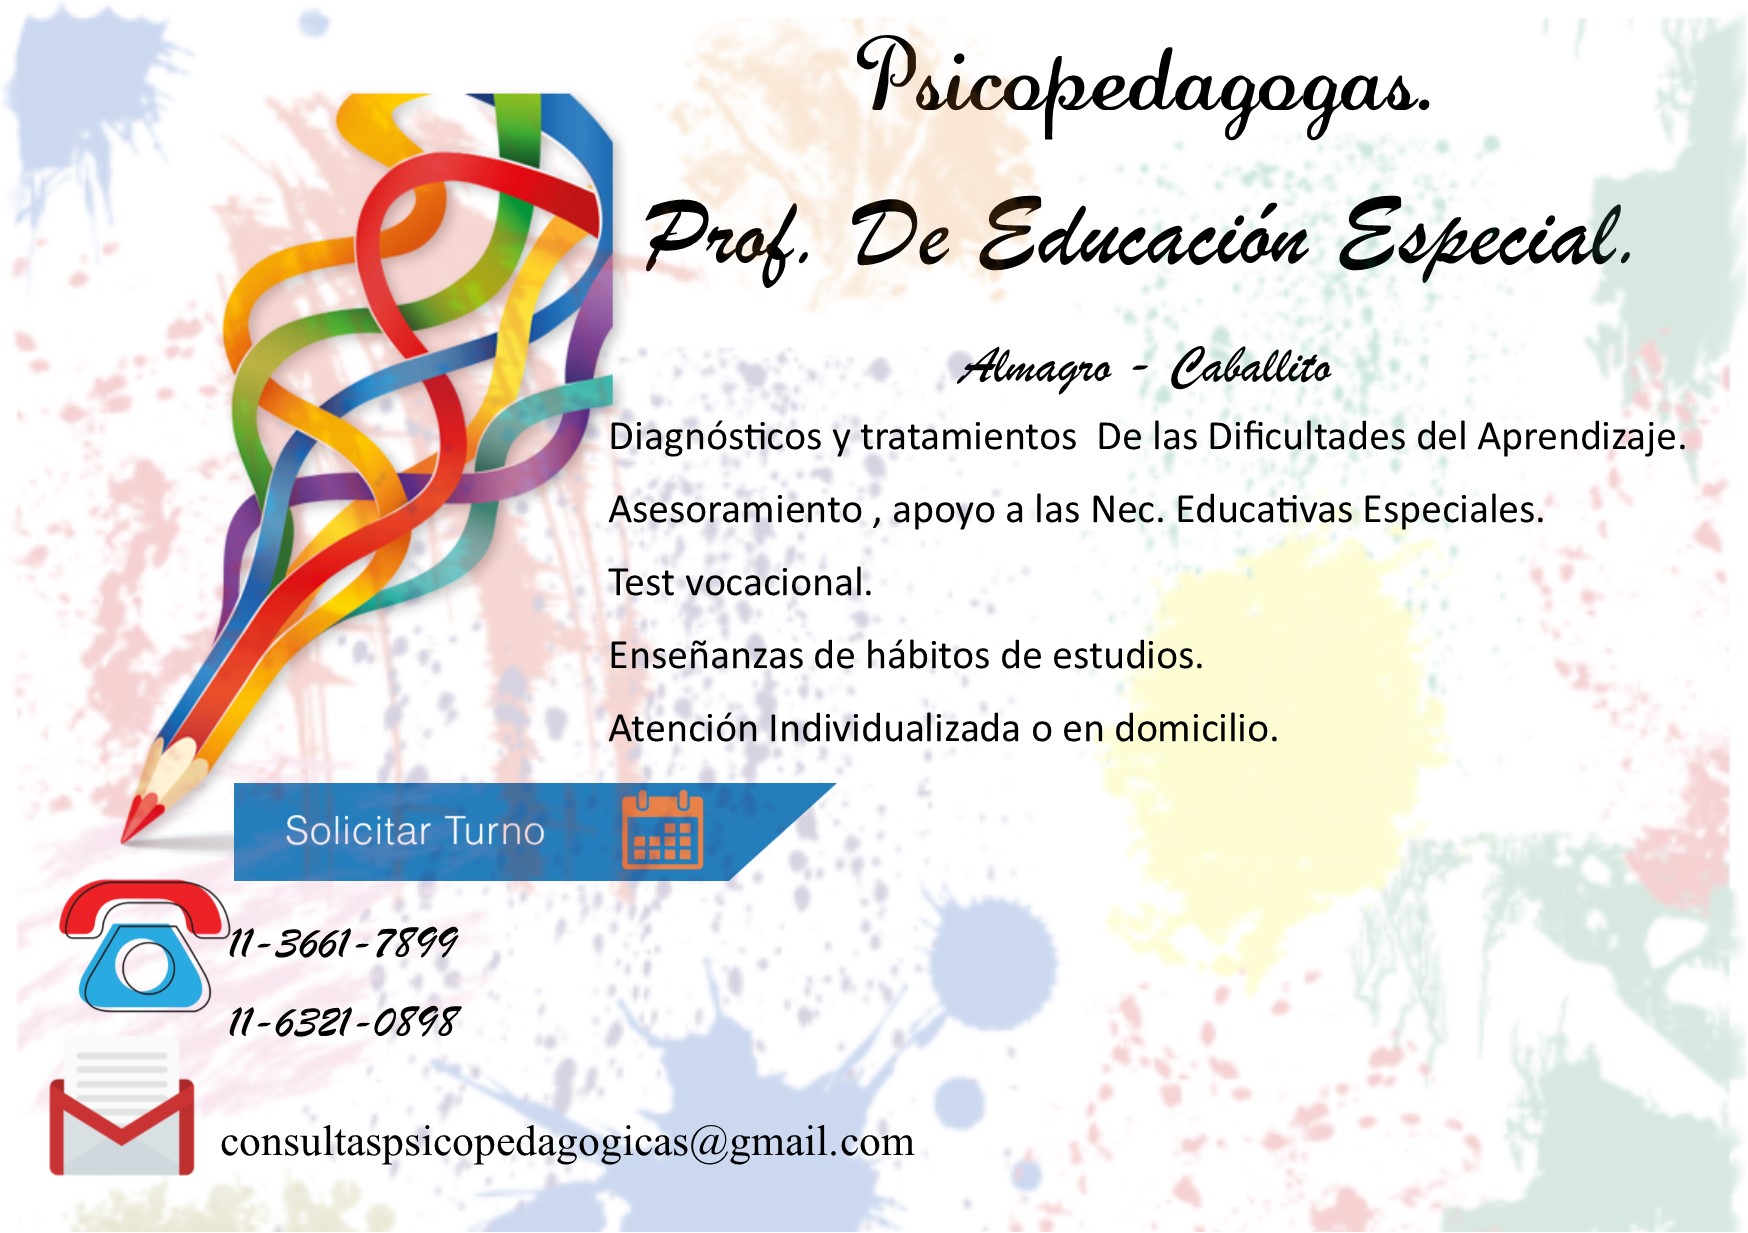 Psicopedagogas.
Prof. De Educación Especial.
Almagro - Caballito
Diagnósticos y tratamientos  De las Dificultades del Aprendizaje.
Asesoramiento , apoyo a las Nec. Educativas Especiales.
Test vocacional.
Enseñanzas de hábitos de estudios.
Atención Individualizada o en domicilio.
Solicitar Turno
11-3661-7899
11-6321-0898
consultaspsicopedagogicas@gmail.com